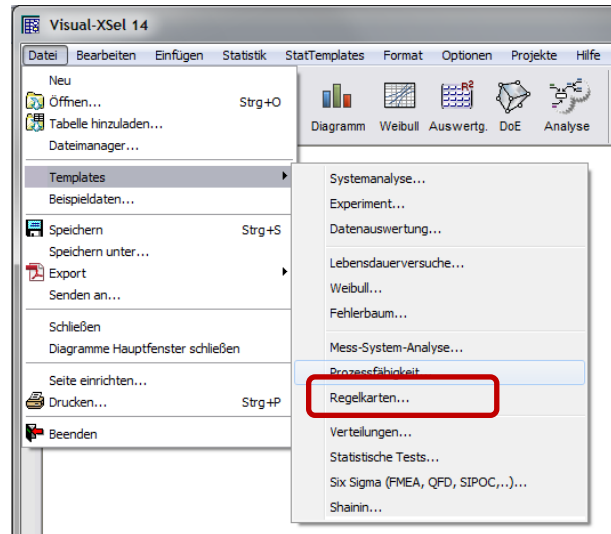 Visual-XSel 14
Datei Bearbeiten Einfügen Statistik StatTemplates Format Optionen Projekte Hilfe
Neu
Öffnen... Strg+O
Tabelle hinzuladen...
Dateimanager...
Templates
Beispieldaten...
Speichern Strg+S
Speichern unter...
Export
Senden an...
Schließen
Diagramme Hauptfenster schließen
Seite einrichten...
Drucken... Strg+P
Beenden
R²
Diagramm Weibull Auswertg. DoE Analyse
Systemanalyse...
Experiment...
Datenauswertung...
Lebensdauerversuche...
Weibull...
Fehlerbaum...
Mess-System-Analyse...
Prozessfähigkeit
Regelkarten...
Verteilungen...
Statistische Tests...
Six Sigma (FMEA, QFD, SIPOC,..)...
Shainin...